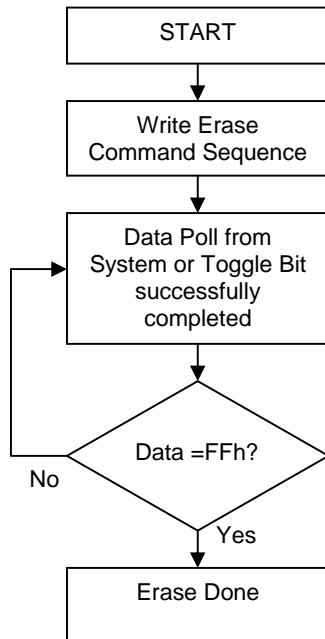 START
Write Erase
Command Sequence
Data Poll from
System or Toggle Bit
successfully
completed
Data =FFh?
No
Yes
Erase Done